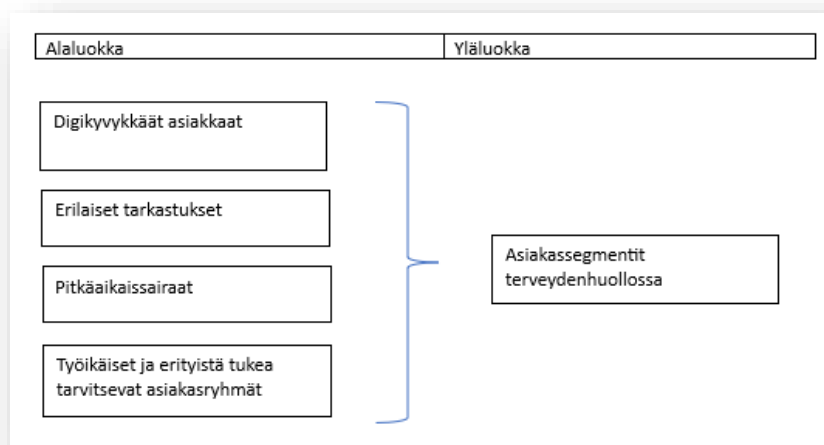 Alaluokka
Yläluokka
Digikyvykkäät asiakkaat
Erilaiset tarkastukset
Pitkäaikaissairaat
Työikäiset ja erityistä tukea
tarvitsevat asiakasryhmät
Asiakassegmentit
terveydenhuollossa